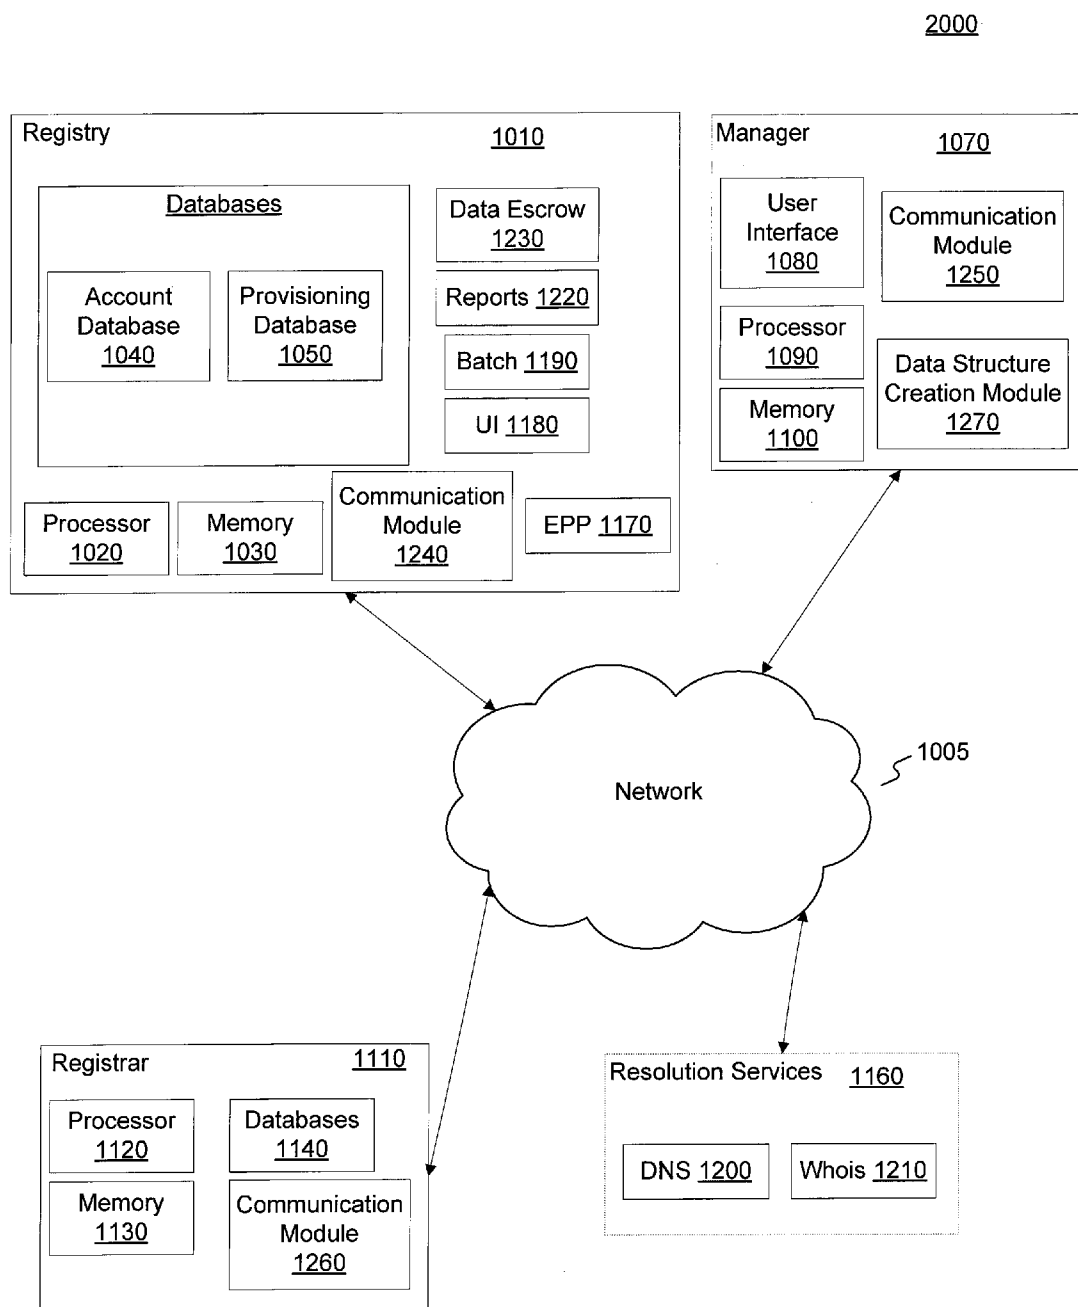 2000
Registry 1010
Databases
Account
Database
1040
Provisioning
Database
1050
Data Escrow
1230
Reports 1220
Batch 1190
UI 1180
Processor
1020
Memory
1030
Communication
Module
1240
EPP 1170
Manager 1070
User
Interface
1080
Communication
Module
1250
Processor
1090
Data Structure
Creation Module
1270
Memory
1100
Network
1005
Registrar 1110
Processor
1120
Databases
1140
Memory
1130
Communication
Module
1260
Resolution Services 1160
DNS 1200
Whois 1210